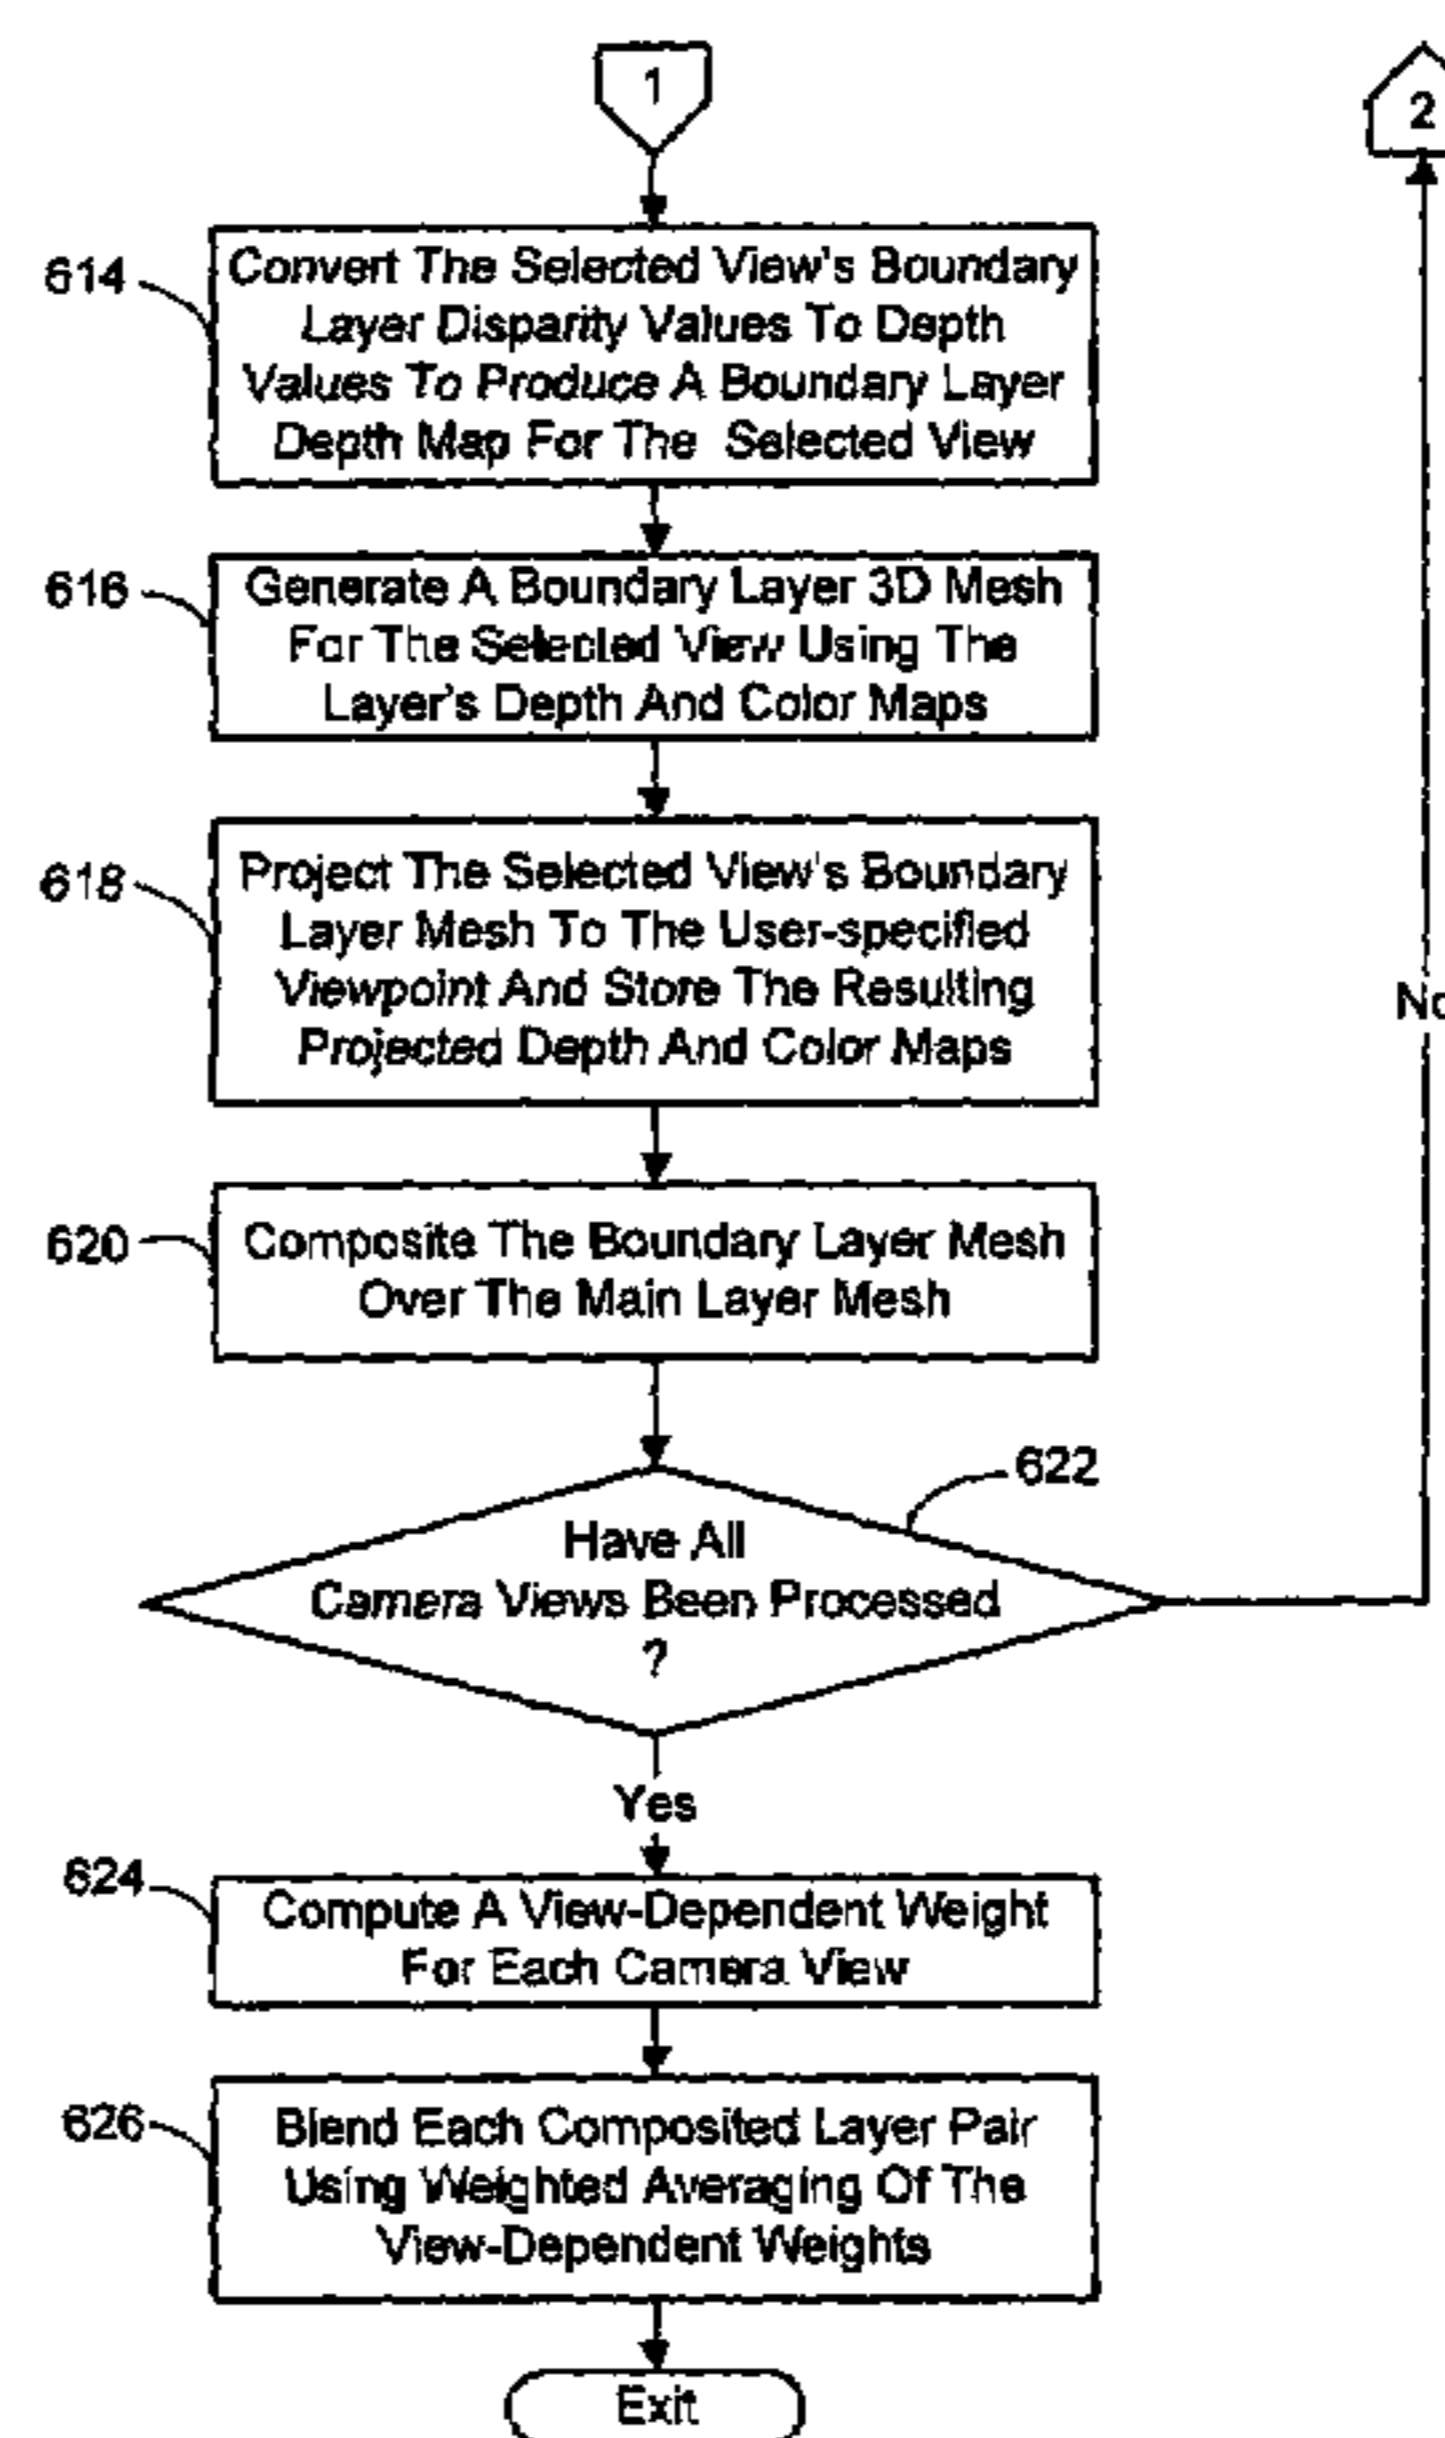 1
2
614
Convert The Selected View's Boundary
Layer Disparity Values To Depth
Values To Produce A Boundary Layer
Depth Map For The Selected View
616
Generate A Boundary Layer 3D Mesh
For The Selected View Using The
Layer's Depth And Color Maps
618
Project The Selected View's Boundary
Layer Mesh To The User-specified
Viewpoint And Store The Resulting
Projected Depth And Color Maps
No
620
Composite The Boundary Layer Mesh
Over The Main Layer Mesh
622
Have All
Camera Views Been Processed
?
Yes
624
Compute A View-Dependent Weight
For Each Camera View
626
Blend Each Composited Layer Pair
Using Weighted Averaging Of The
View-Dependent Weights
Exit